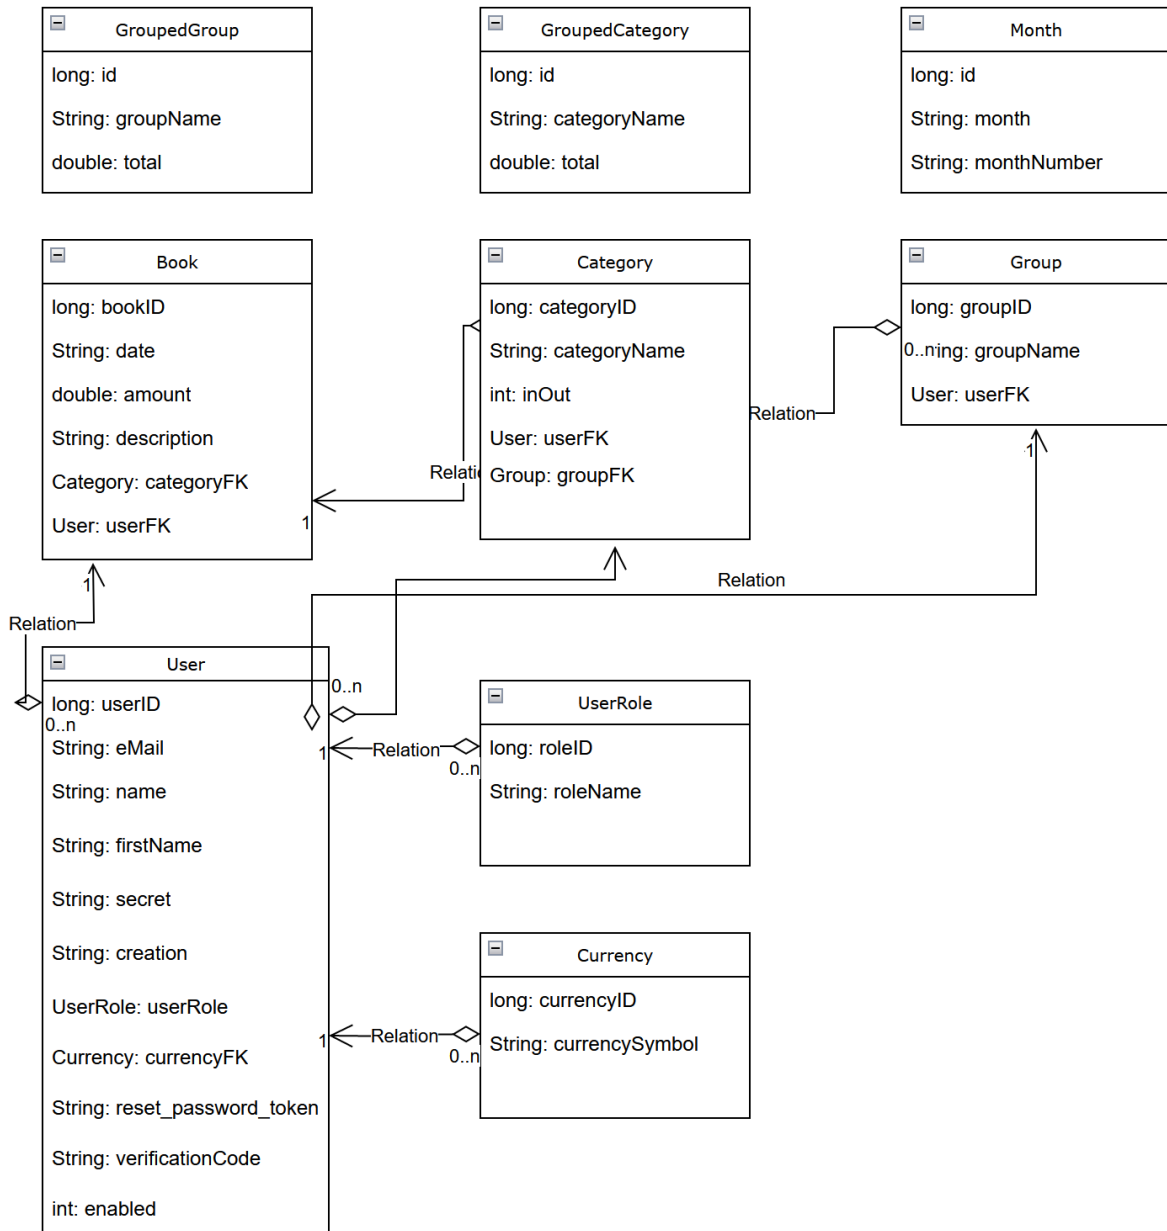 GroupedGroup
long: id
String: groupName
double: total
GroupedCategory
long: id
String: categoryName
double: total
Month
long: id
String: month
String: monthNumber
Book
long: bookID
String: date
double: amount
String: description
Category: categoryFK
User: userFK
1
1
Relation
Category
long: categoryID
String: categoryName
int: inOut
User: userFK
Group: groupFK
Relation
Group
long: groupID
0..n
ing: groupName
User: userFK
1
Relation
Relation
User
long: userID
0..n
String: eMail
name
String: name
String: firstName
String: secret
String: creation
UserRole: userRole
Currency: currencyFK
String: reset_password_token
String: verificationCode
int: enabled
0..n
1
Relation
0..n
UserRole
long: roleID
String: roleName
1
Relation
0..n
Currency
long: currencyID
String: currencySymbol